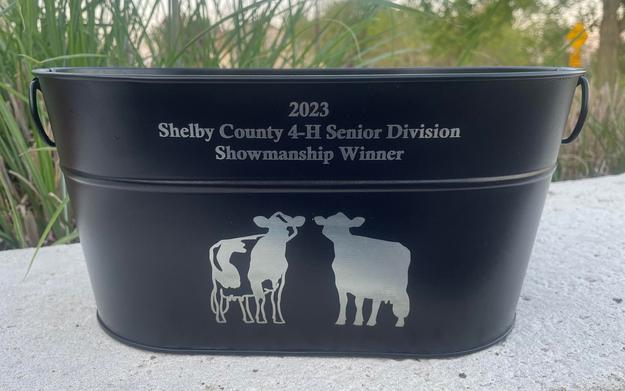 2023
Shelby County 4-H Senior Division
Showmanship Winner